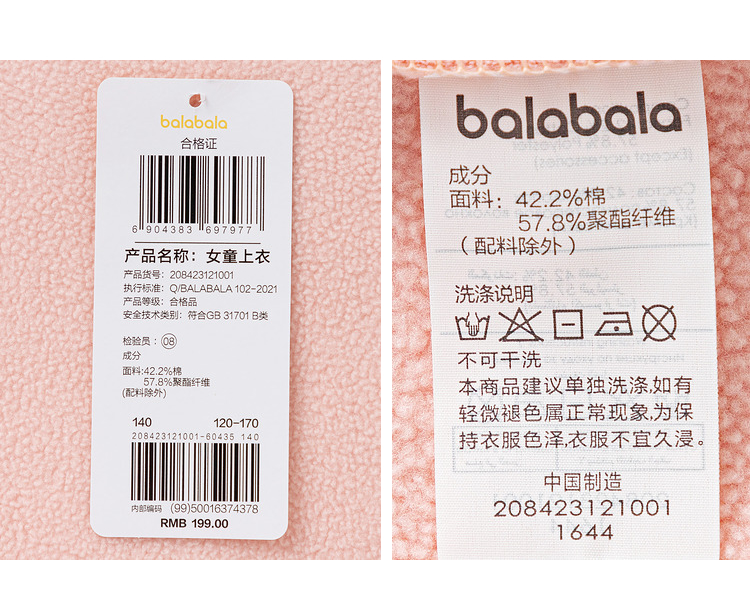 balabala
合格证
6 904383 697977
产品名称：女童上衣
产品货号：208423121001
执行标准：Q/BALABALA 102-2021
产品等级：合格品
安全技术类别：符合GB 31701 B类
检验员：08
成分
面料:42.2%棉
57.8%聚酯纤维
(配料除外)
140 120-170
208423121001-60435 140
内部编码 (99)50016374378
RMB 199.00
balabala
成分
面料：42.2%棉
57.8%聚酯纤维
（配料除外）
洗涤说明
不可干洗
本商品建议单独洗涤,如有
轻微褪色属正常现象,为保
持衣服色泽,衣服不宜久浸。
中国制造
208423121001
1644